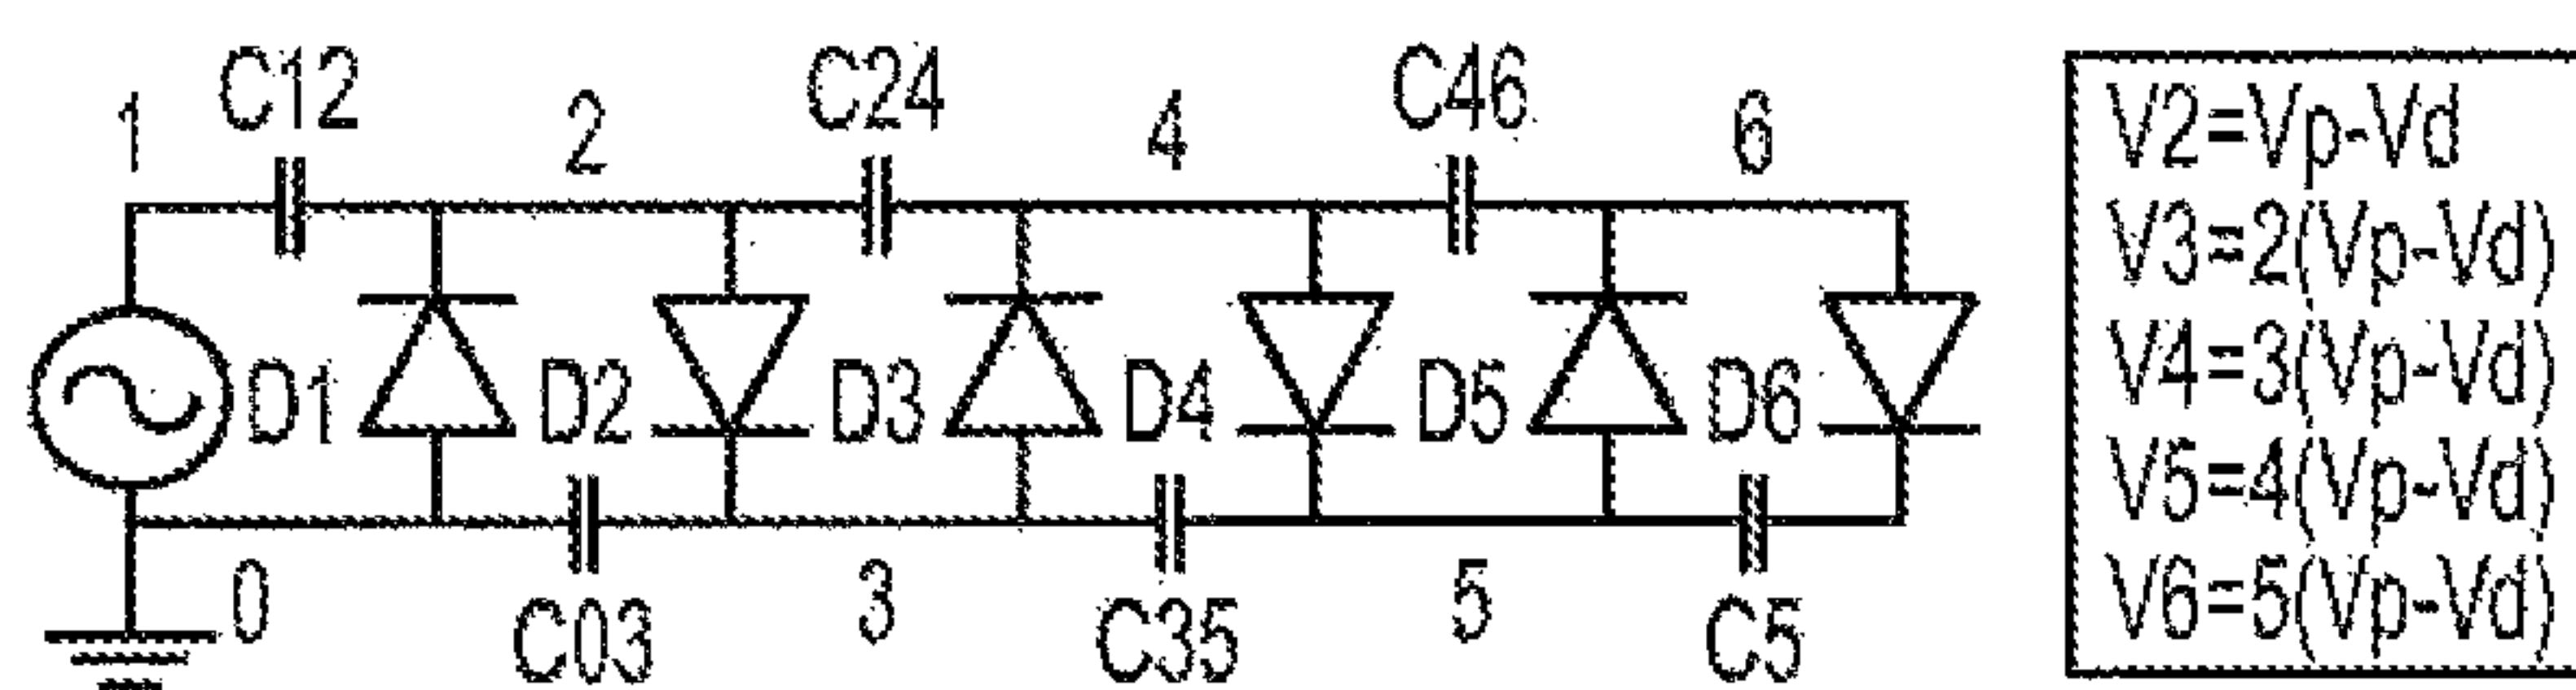 C12 C24 C46
1 2 4 6
D1 D2 D3 D4 D5 D6
0 3 5
C03 C35 C5
V2=Vp-Vd
V3=2(Vp-Vd)
V4=3(Vp-Vd)
V5=4(Vp-Vd)
V6=5(Vp-Vd)